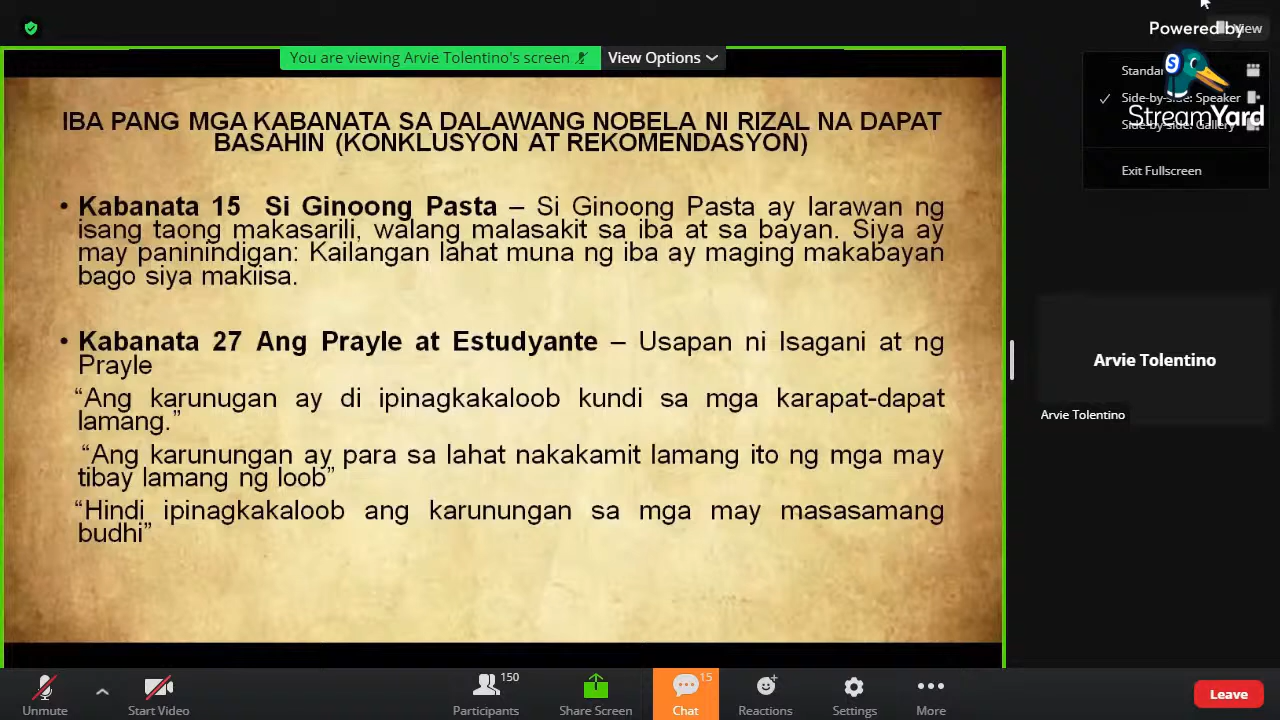 Powered by
View
You are viewing Arvie Tolentino's screen
View Options
Side-by-side: Speaker
StreamYard
Exit Fullscreen
IBA PANG MGA KABANATA SA DALAWANG NOBELA NI RIZAL NA DAPAT
BASAHIN (KONKLUSYON AT REKOMENDASYON)
• Kabanata 15 Si Ginoong Pasta – Si Ginoong Pasta ay larawan ng
isang taong makasarili, walang malasakit sa iba at sa bayan. Siya ay
may paninindigan: Kailangan lahat muna ng iba ay maging makabayan
bago siya makiisa.
• Kabanata 27 Ang Prayle at Estudyante – Usapan ni Isagani at ng
Prayle
“Ang karunugan ay di ipinagkakaloob kundi sa mga karapat-dapat
lamang.”
“Ang karunungan ay para sa lahat nakakamit lamang ito ng mga may
tibay lamang ng loob”
“Hindi ipinagkakaloob ang karunungan sa mga may masasamang
budhi”
Arvie Tolentino
Arvie Tolentino
Unmute
Start Video
150
Participants
Share Screen
15
Chat
Reactions
Settings
More
Leave